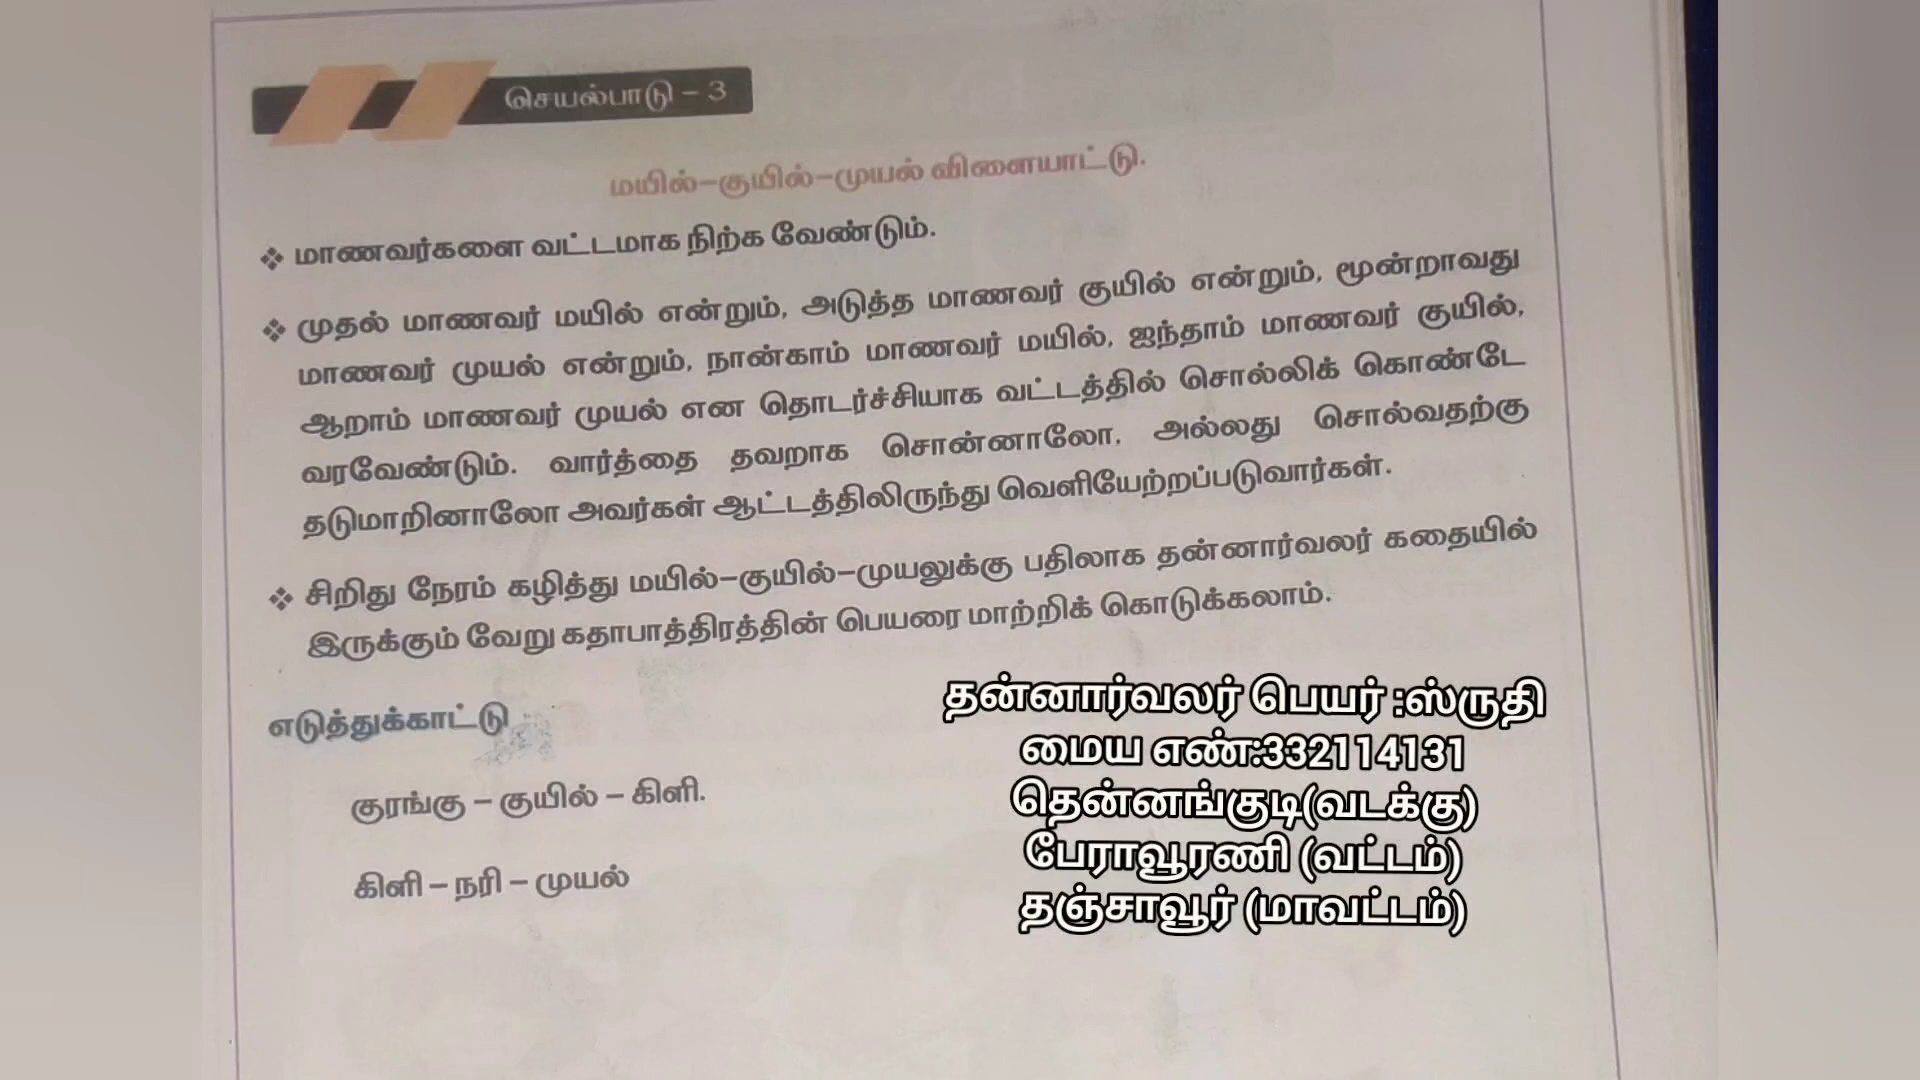 செயல்பாடு – 3
மயில்–குயில்–முயல் விளையாட்டு.
❖ மாணவர்களை வட்டமாக நிற்க வேண்டும்.
❖ முதல் மாணவர் மயில் என்றும், அடுத்த மாணவர் குயில் என்றும், மூன்றாவது
மாணவர் முயல் என்றும், நான்காம் மாணவர் மயில், ஐந்தாம் மாணவர் குயில்,
ஆறாம் மாணவர் முயல் என தொடர்ச்சியாக வட்டத்தில் சொல்லிக் கொண்டே
வரவேண்டும். வார்த்தை தவறாக சொன்னாலோ, அல்லது சொல்வதற்கு
தடுமாறினாலோ அவர்கள் ஆட்டத்திலிருந்து வெளியேற்றப்படுவார்கள்.
❖ சிறிது நேரம் கழித்து மயில்–குயில்–முயலுக்கு பதிலாக தன்னார்வலர் கதையில்
இருக்கும் வேறு கதாபாத்திரத்தின் பெயரை மாற்றிக் கொடுக்கலாம்.
எடுத்துக்காட்டு
குரங்கு – குயில் – கிளி.
கிளி – நரி – முயல்
தன்னார்வலர் பெயர் :ஸ்ருதி
மைய எண்:332114131
தென்னங்குடி(வடக்கு)
பேராவூரணி (வட்டம்)
தஞ்சாவூர் (மாவட்டம்)